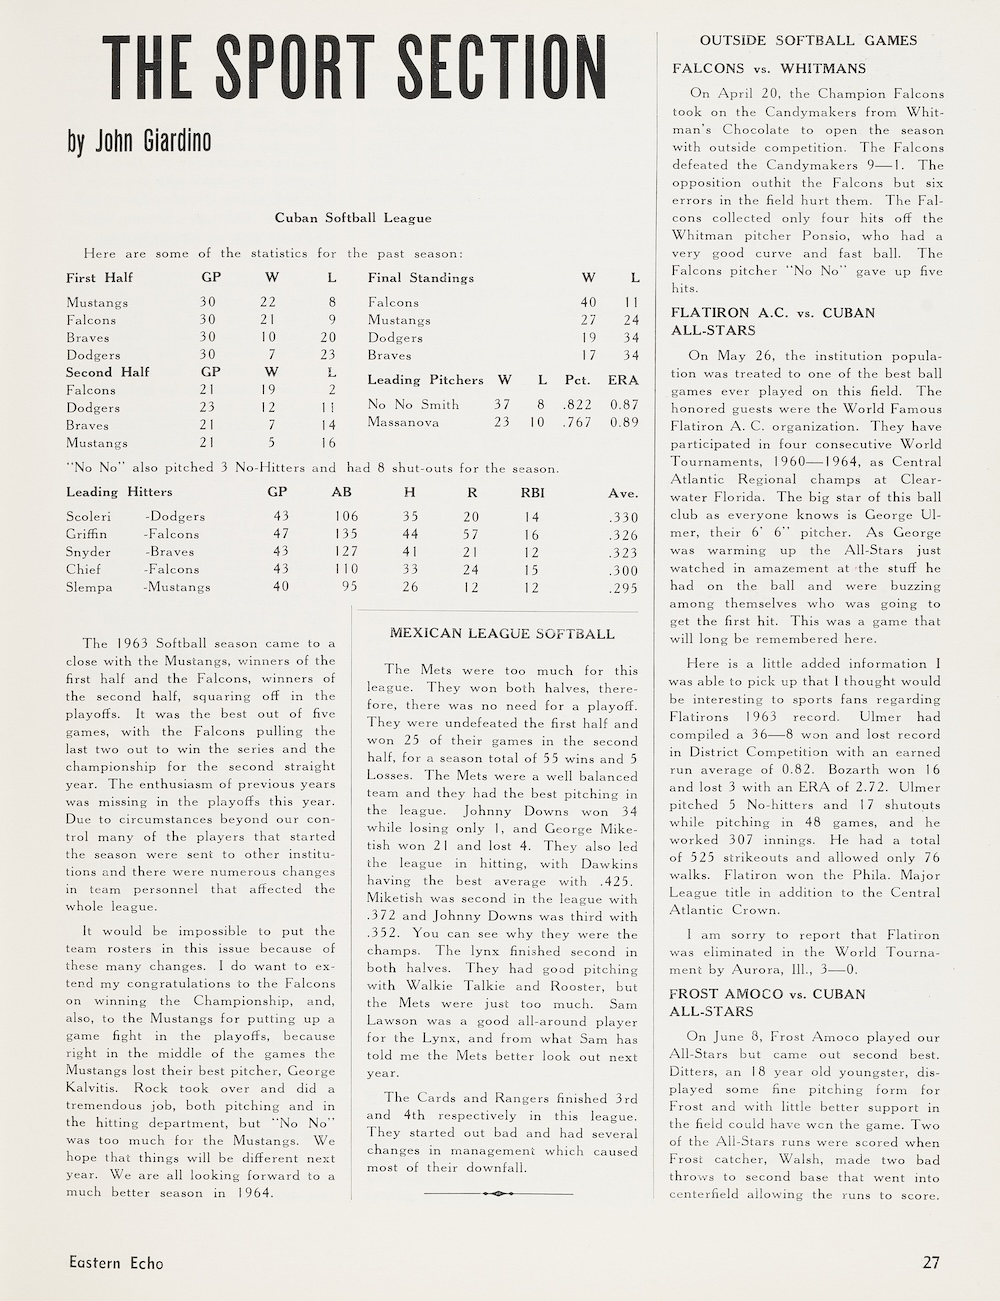 THE SPORT SECTION
by John Giardino
Cuban Softball League
Here are some of the statistics for the past season:
First Half GP W L
Mustangs 30 22 8
Falcons 30 21 9
Braves 30 10 20
Dodgers 30 7 23
Second Half GP W L
Falcons 21 19 2
Dodgers 23 12 11
Braves 21 7 14
Mustangs 21 5 16
Final Standings W L
Falcons 40 11
Mustangs 27 24
Dodgers 19 34
Braves 17 34
Leading Pitchers W L Pct. ERA
No No Smith 37 8 .822 0.87
Massanova 23 10 .767 0.89
"No No" also pitched 3 No-Hitters and had 8 shut-outs for the season.
Leading Hitters GP AB H R RBI Ave.
Scoleri -Dodgers 43 106 35 20 14 .330
Griffin -Falcons 47 135 44 57 16 .326
Snyder -Braves 43 127 41 21 12 .323
Chief -Falcons 43 110 33 24 15 .300
Slempa -Mustangs 40 95 26 12 12 .295
The 1963 Softball season came to a
close with the Mustangs, winners of the
first half and the Falcons, winners of
the second half, squaring off in the
playoffs. It was the best out of five
games, with the Falcons pulling the
last two out to win the series and the
championship for the second straight
year. The enthusiasm of previous years
was missing in the playoffs this year.
Due to circumstances beyond our con-
trol many of the players that started
the season were sent to other institu-
tions and there were numerous changes
in team personnel that affected the
whole league.
It would be impossible to put the
team rosters in this issue because of
these many changes. I do want to ex-
tend my congratulations to the Falcons
on winning the Championship, and,
also, to the Mustangs for putting up a
game fight in the playoffs, because
right in the middle of the games the
Mustangs lost their best pitcher, George
Kalvitis. Rock took over and did a
tremendous job, both pitching and in
the hitting department, but "No No"
was too much for the Mustangs. We
hope that things will be different next
year. We are all looking forward to a
much better season in 1964.
MEXICAN LEAGUE SOFTBALL
The Mets were too much for this
league. They won both halves, there-
fore, there was no need for a playoff.
They were undefeated the first half and
won 25 of their games in the second
half, for a season total of 55 wins and 5
Losses. The Mets were a well balanced
team and they had the best pitching in
the league. Johnny Downs won 34
while losing only 1, and George Mike-
tish won 21 and lost 4. They also led
the league in hitting, with Dawkins
having the best average with .425.
Miketish was second in the league with
.372 and Johnny Downs was third with
.352. You can see why they were the
champs. The lynx finished second in
both halves. They had good pitching
with Walkie Talkie and Rooster, but
the Mets were just too much. Sam
Lawson was a good all-around player
for the Lynx, and from what Sam has
told me the Mets better look out next
year.
The Cards and Rangers finished 3rd
and 4th respectively in this league.
They started out bad and had several
changes in management which caused
most of their downfall.
OUTSIDE SOFTBALL GAMES
FALCONS vs. WHITMANS
On April 20, the Champion Falcons
took on the Candymakers from Whit-
man's Chocolate to open the season
with outside competition. The Falcons
defeated the Candymakers 9—1. The
opposition outhit the Falcons but six
errors in the field hurt them. The Fal-
cons collected only four hits off the
Whitman pitcher Ponsio, who had a
very good curve and fast ball. The
Falcons pitcher "No No" gave up five
hits.
FLATIRON A.C. vs. CUBAN
ALL-STARS
On May 26, the institution popula-
tion was treated to one of the best ball
games ever played on this field. The
honored guests were the World Famous
Flatiron A. C. organization. They have
participated in four consecutive World
Tournaments, 1960—1964, as Central
Atlantic Regional champs at Clear-
water Florida. The big star of this ball
club as everyone knows is George Ul-
mer, their 6' 6" pitcher. As George
was warming up the All-Stars just
watched in amazement at the stuff he
had on the ball and were buzzing
among themselves who was going to
get the first hit. This was a game that
will long be remembered here.
Here is a little added information I
was able to pick up that I thought would
be interesting to sports fans regarding
Flatirons 1963 record. Ulmer had
compiled a 36—8 won and lost record
in District Competition with an earned
run average of 0.82. Bozarth won 16
and lost 3 with an ERA of 2.72. Ulmer
pitched 5 No-hitters and 17 shutouts
while pitching in 48 games, and he
worked 307 innings. He had a total
of 525 strikeouts and allowed only 76
walks. Flatiron won the Phila. Major
League title in addition to the Central
Atlantic Crown.
I am sorry to report that Flatiron
was eliminated in the World Tourna-
ment by Aurora, Ill., 3—0.
FROST AMOCO vs. CUBAN
ALL-STARS
On June 8, Frost Amoco played our
All-Stars but came out second best.
Ditters, an 18 year old youngster, dis-
played some fine pitching form for
Frost and with little better support in
the field could have won the game. Two
of the All-Stars runs were scored when
Frost catcher, Walsh, made two bad
throws to second base that went into
centerfield allowing the runs to score.
Eastern Echo
27